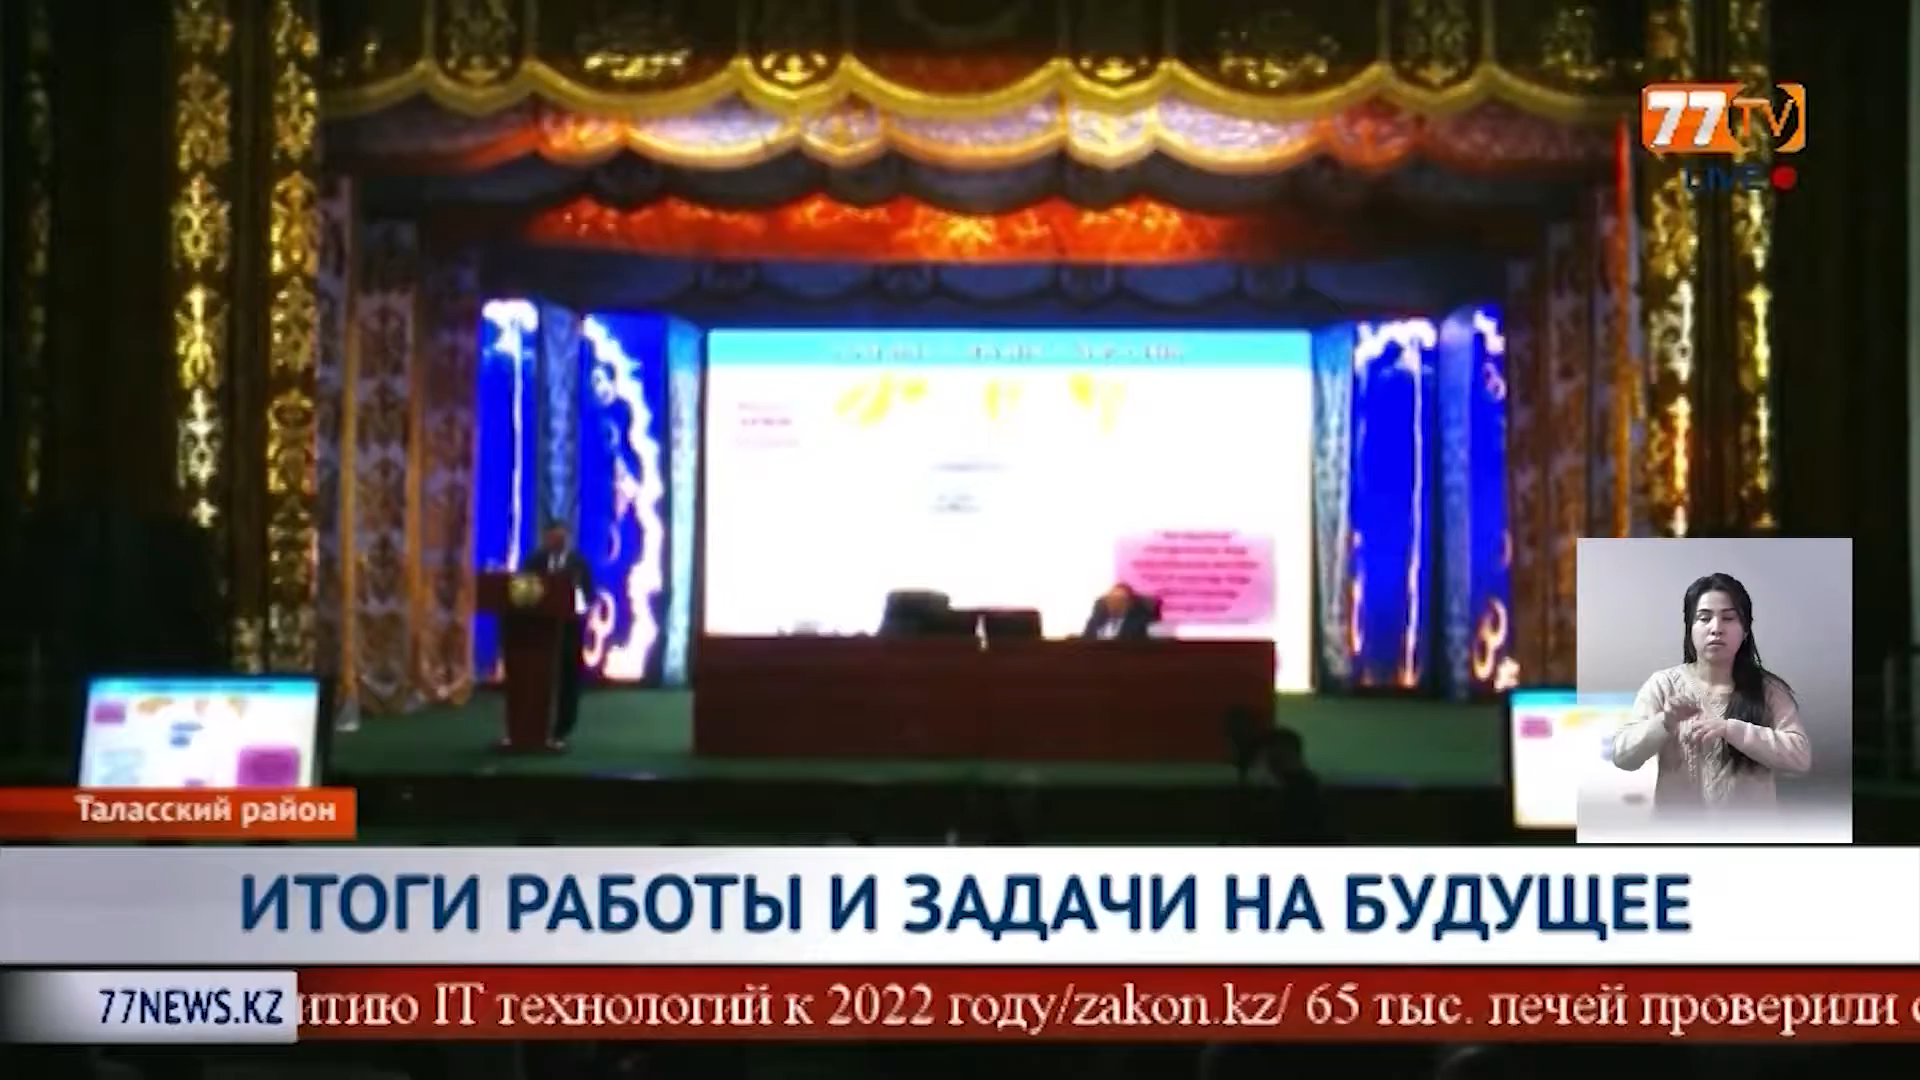 77TV
LIVE
Таласский район
ИТОГИ РАБОТЫ И ЗАДАЧИ НА БУДУЩЕЕ
77NEWS.KZ
итию IT технологий к 2022 году/zakon.kz/ 65 тыс. печей проверили с